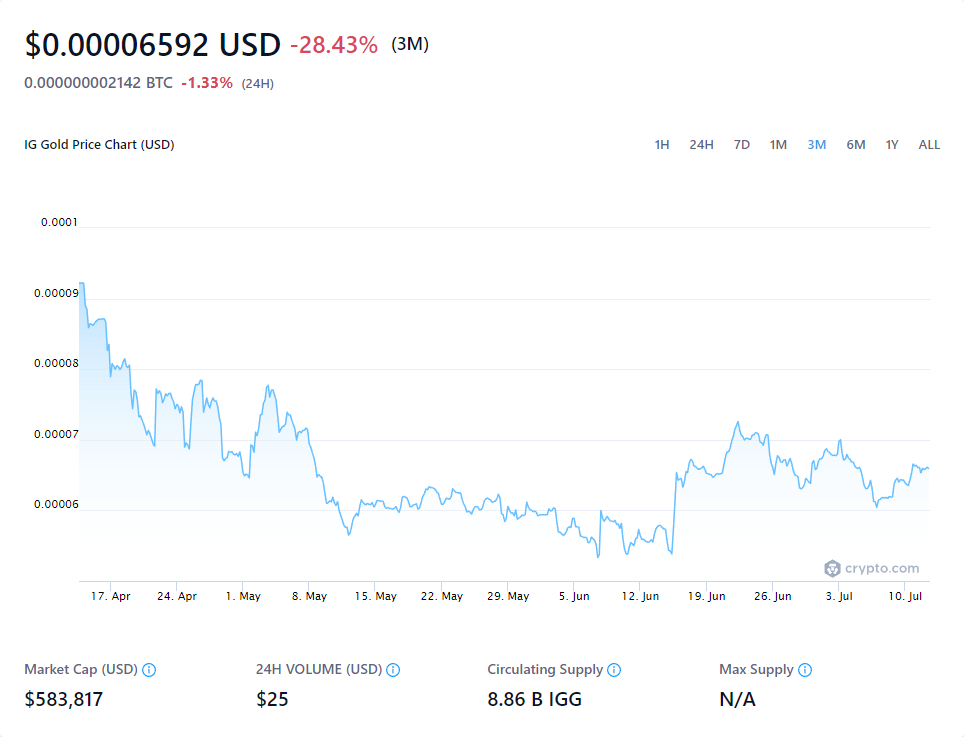 $0.00006592 USD -28.43% (3M)
0.000000002142 BTC -1.33% (24H)
IG Gold Price Chart (USD) 1H 24H 7D 1M 3M 6M 1Y ALL
0.0001
0.00009
0.00008
0.00007
0.00006
crypto.com
17. Apr 24. Apr 1. May 8. May 15. May 22. May 29. May 5. Jun 12. Jun 19. Jun 26. Jun 3. Jul 10. Jul
Market Cap (USD) 24H VOLUME (USD) Circulating Supply Max Supply
$583,817 $25 8.86 B IGG N/A